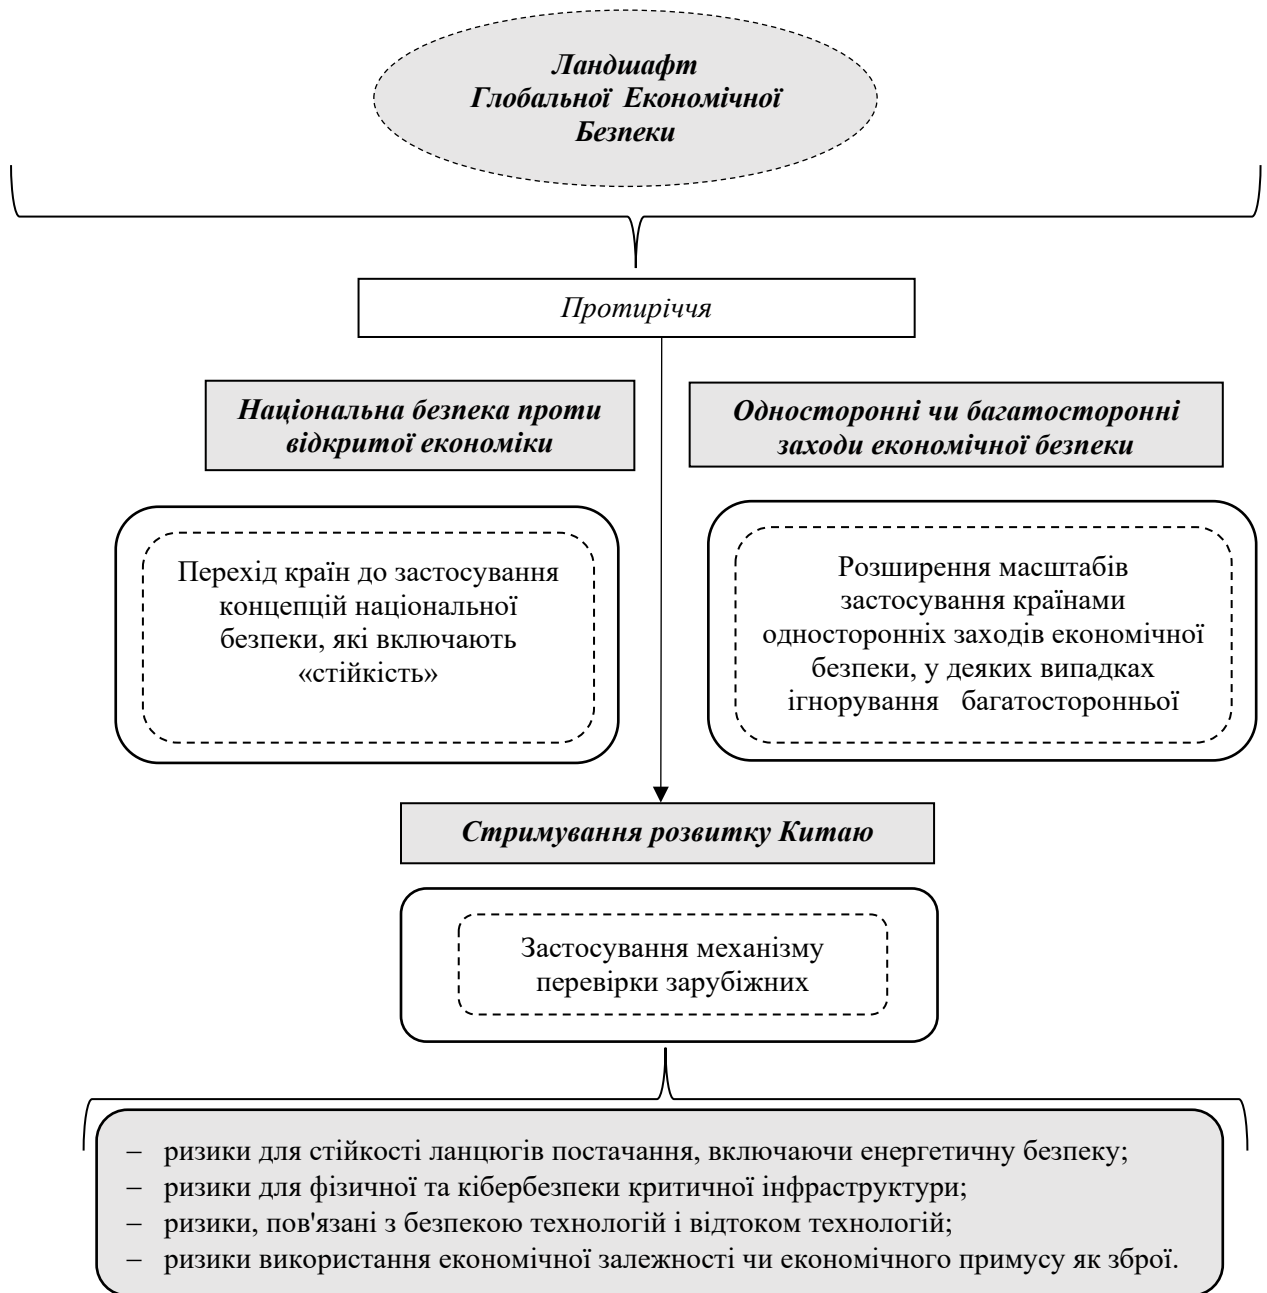 Ландшафт
Глобальної Економічної
Безпеки
Протиріччя
Національна безпека проти
відкритої економіки
Односторонні чи багатосторонні
заходи економічної безпеки
Перехід країн до застосування
концепцій національної
безпеки, які включають
«стійкість»
Розширення масштабів
застосування країнами
односторонніх заходів економічної
безпеки, у деяких випадках
ігнорування багатосторонньої
Стримування розвитку Китаю
Застосування механізму
перевірки зарубіжних
– ризики для стійкості ланцюгів постачання, включаючи енергетичну безпеку;
– ризики для фізичної та кібербезпеки критичної інфраструктури;
– ризики, пов'язані з безпекою технологій і відтоком технологій;
– ризики використання економічної залежності чи економічного примусу як зброї.